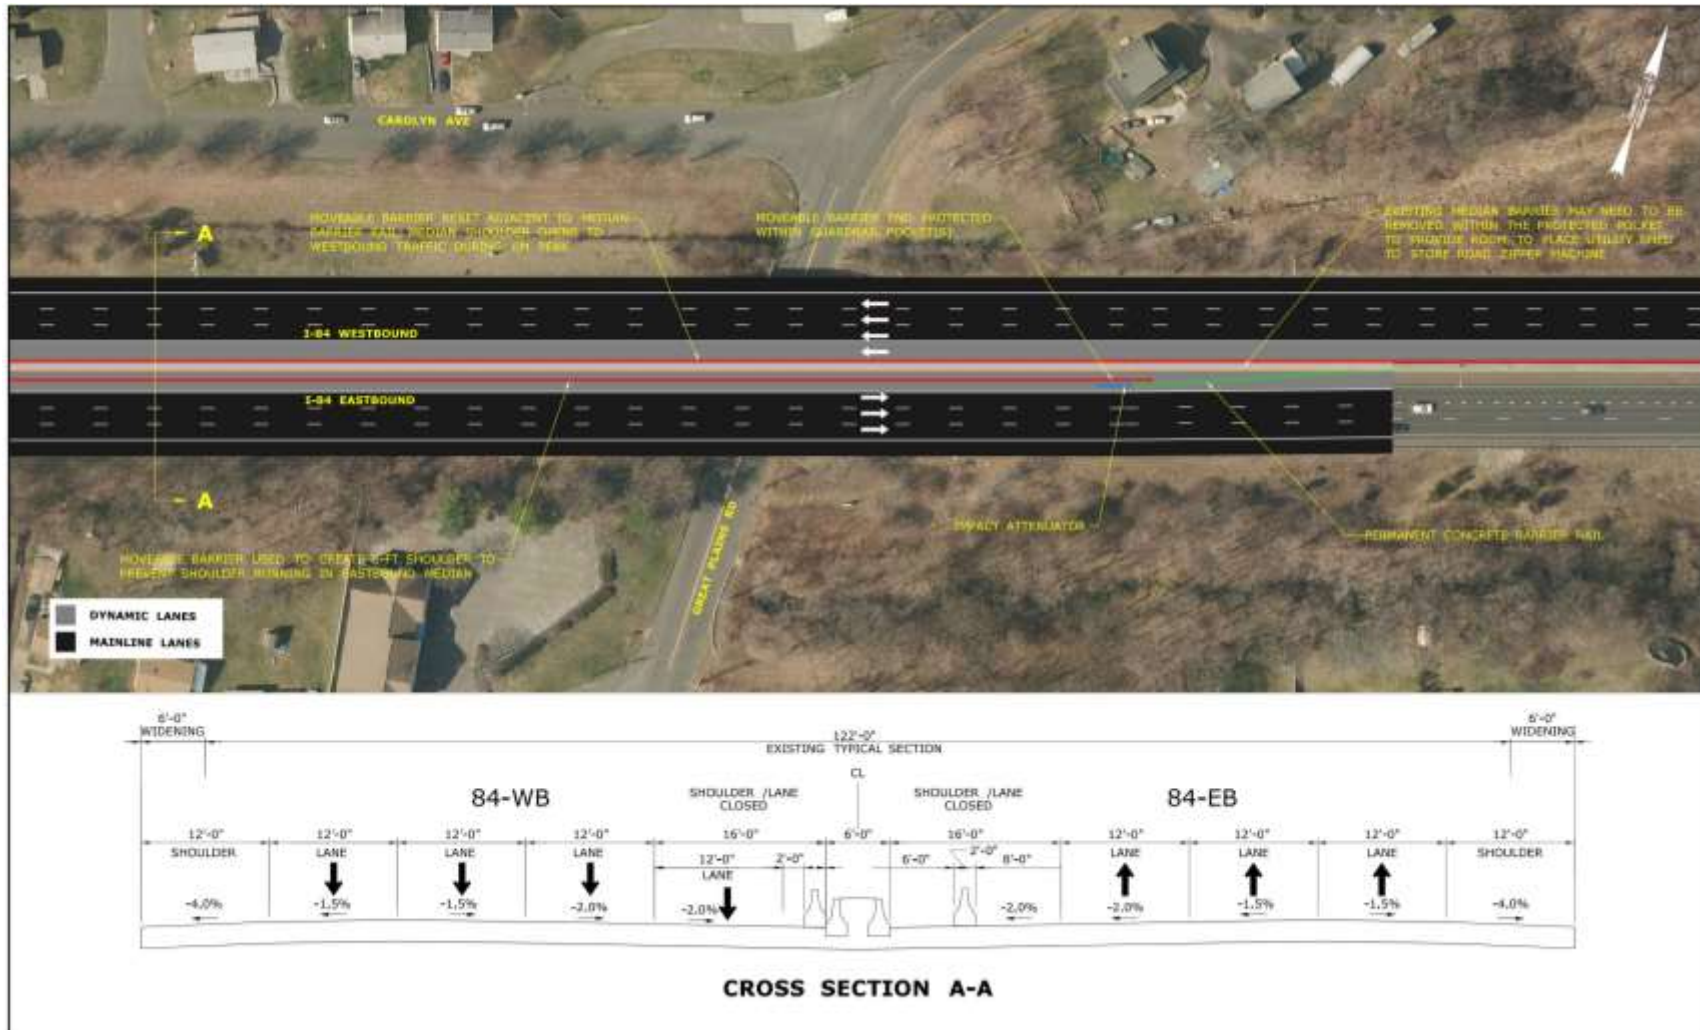 CAROLYN AVE
MOVEABLE BARRIER RESET ADJACENT TO MEDIAN
BARRIER RAIL. MEDIAN SHOULDER OPENS TO
WESTBOUND TRAFFIC DURING PM PEAK
MOVEABLE BARRIER END PROTECTED
WITHIN GUARDRAIL POCKET(S)
EXISTING MEDIAN BARRIER MAY NEED TO BE
REMOVED WITHIN THE PROTECTED POCKET
TO PROVIDE ROOM TO PLACE UTILITY SHED
TO STORE ROAD ZIPPER MACHINE
A
I-84 WESTBOUND
I-84 EASTBOUND
A
IMPACT ATTENUATOR
PERMANENT CONCRETE BARRIER RAIL
MOVEABLE BARRIER USED TO CREATE 8-FT SHOULDER TO
PREVENT SHOULDER RUNNING IN EASTBOUND MEDIAN
GREAT PLAINS RD
DYNAMIC LANES
MAINLINE LANES
6'-0"
WIDENING
122'-0"
EXISTING TYPICAL SECTION
6'-0"
WIDENING
CL
84-WB
SHOULDER /LANE
CLOSED
SHOULDER /LANE
CLOSED
84-EB
12'-0" 12'-0" 12'-0" 12'-0" 16'-0" 6'-0" 16'-0" 12'-0" 12'-0" 12'-0" 12'-0"
SHOULDER LANE LANE LANE 12'-0" 2'-0" 6'-0" 2'-0" 8'-0" LANE LANE LANE SHOULDER
LANE
-4.0% -1.5% -1.5% -2.0% -2.0% -2.0% -2.0% -1.5% -1.5% -4.0%
CROSS SECTION A-A